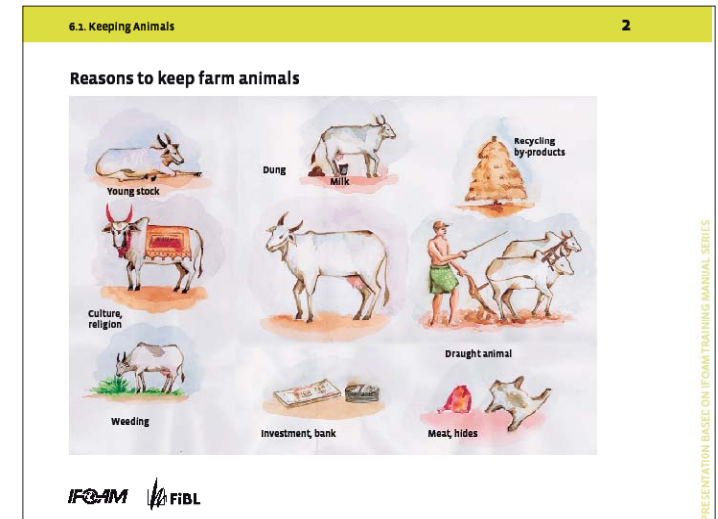 6.1. Keeping Animals
2
Reasons to keep farm animals
Young stock
Dung
Milk
Recycling
by-products
Culture,
religion
Draught animal
Weeding
Investment, bank
Meat, hides
IFOAM
FiBL
PRESENTATION BASED ON IFOAM TRAINING MANUAL SERIES